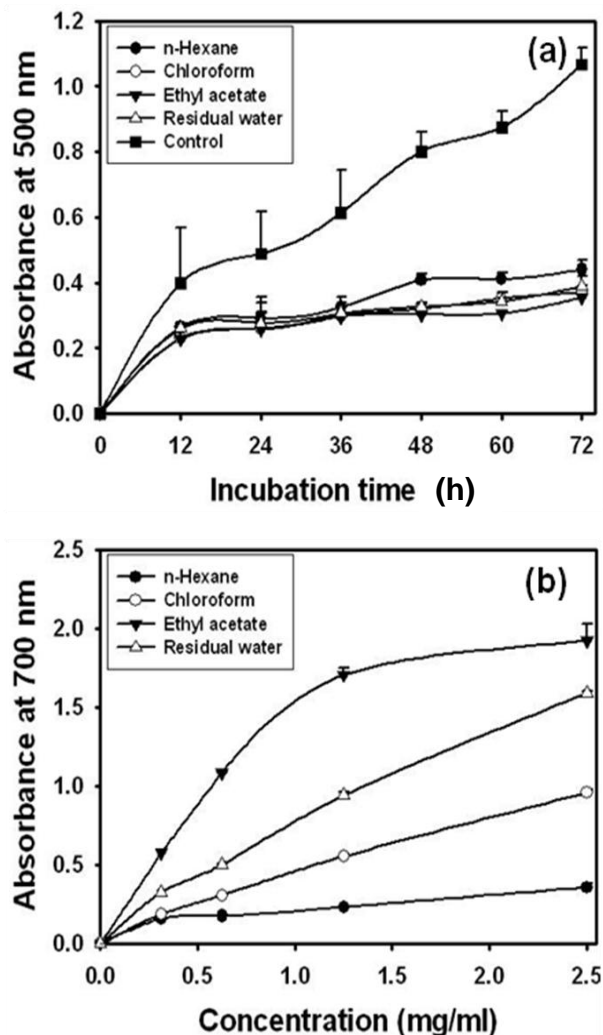 (a)
n-Hexane
Chloroform
Ethyl acetate
Residual water
Control
Absorbance at 500 nm
1.2
1.0
0.8
0.6
0.4
0.2
0.0
0 12 24 36 48 60 72
Incubation time (h)
(b)
n-Hexane
Chloroform
Ethyl acetate
Residual water
Absorbance at 700 nm
2.5
2.0
1.5
1.0
0.5
0.0
0.0 0.5 1.0 1.5 2.0 2.5
Concentration (mg/ml)